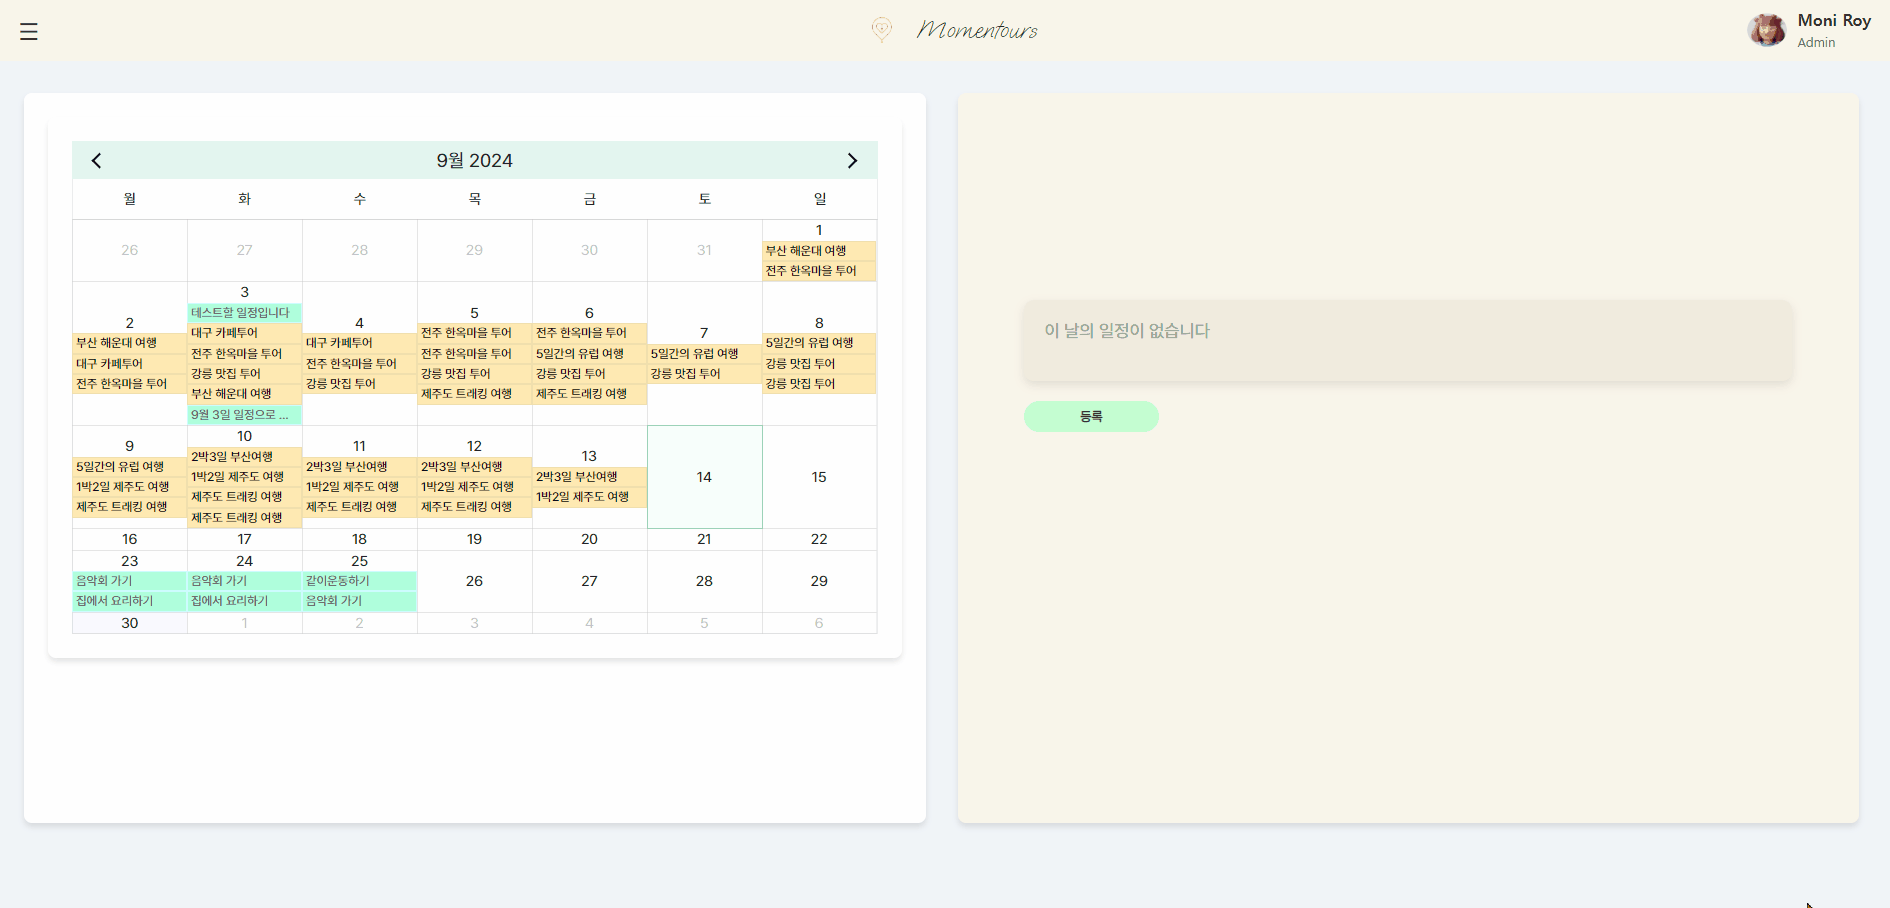 Momentours
Moni Roy
Admin
9월 2024
월 화 수 목 금 토 일
26 27 28 29 30 31 1
부산 해운대 여행
전주 한옥마을 투어
2
부산 해운대 여행
대구 카페투어
전주 한옥마을 투어
3
테스트할 일정입니다
대구 카페투어
전주 한옥마을 투어
강릉 맛집 투어
부산 해운대 여행
9월 3일 일정으로 ...
4
대구 카페투어
전주 한옥마을 투어
강릉 맛집 투어
5
전주 한옥마을 투어
전주 한옥마을 투어
강릉 맛집 투어
제주도 트래킹 여행
6
전주 한옥마을 투어
5일간의 유럽 여행
강릉 맛집 투어
제주도 트래킹 여행
7
5일간의 유럽 여행
강릉 맛집 투어
8
5일간의 유럽 여행
강릉 맛집 투어
강릉 맛집 투어
9
5일간의 유럽 여행
1박2일 제주도 여행
제주도 트래킹 여행
10
2박3일 부산여행
1박2일 제주도 여행
제주도 트래킹 여행
제주도 트래킹 여행
11
2박3일 부산여행
1박2일 제주도 여행
제주도 트래킹 여행
12
2박3일 부산여행
1박2일 제주도 여행
제주도 트래킹 여행
13
2박3일 부산여행
1박2일 제주도 여행
14
15
16 17 18 19 20 21 22
23
음악회 가기
집에서 요리하기
24
음악회 가기
집에서 요리하기
25
같이운동하기
음악회 가기
26 27 28 29
30 1 2 3 4 5 6
이 날의 일정이 없습니다
등록